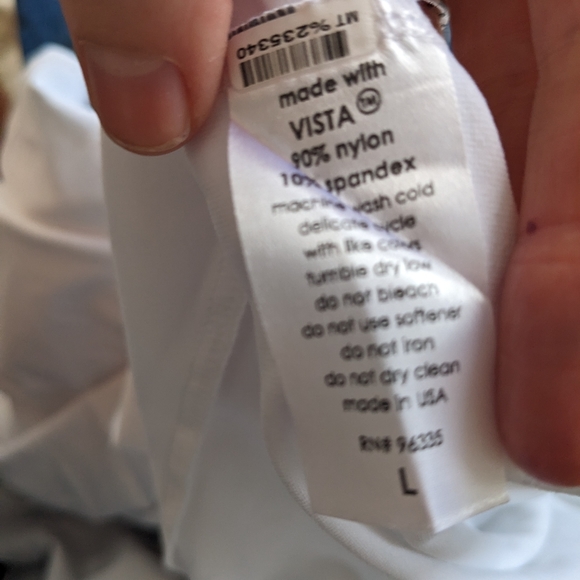 MT %235340
made with
VISTA™
90% nylon
10% spandex
machine wash cold
delicate cycle
with like colors
tumble dry low
do not bleach
do not use softener
do not iron
do not dry clean
made in USA
RN# 96335
L